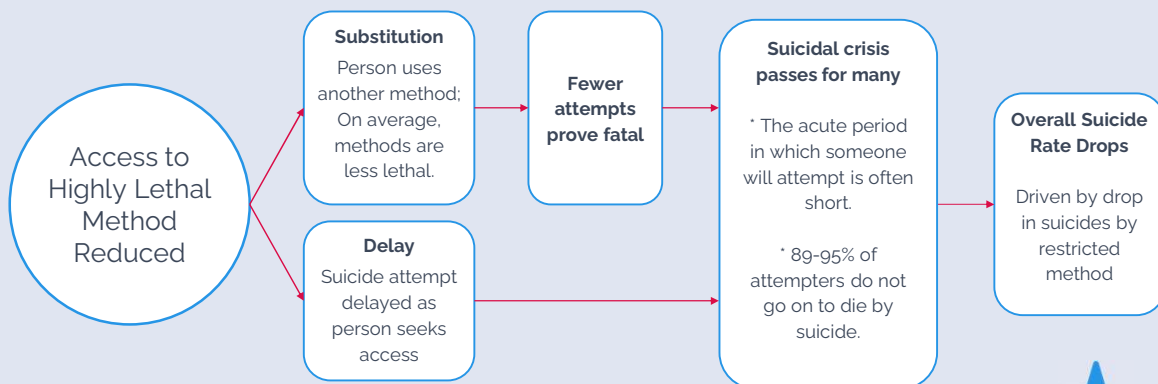 Access to
Highly Lethal
Method
Reduced
Substitution
Person uses
another method;
On average,
methods are
less lethal.
Delay
Suicide attempt
delayed as
person seeks
access
Fewer
attempts
prove fatal
Suicidal crisis
passes for many
* The acute period
in which someone
will attempt is often
short.
* 89-95% of
attempters do not
go on to die by
suicide.
Overall Suicide
Rate Drops
Driven by drop
in suicides by
restricted
method